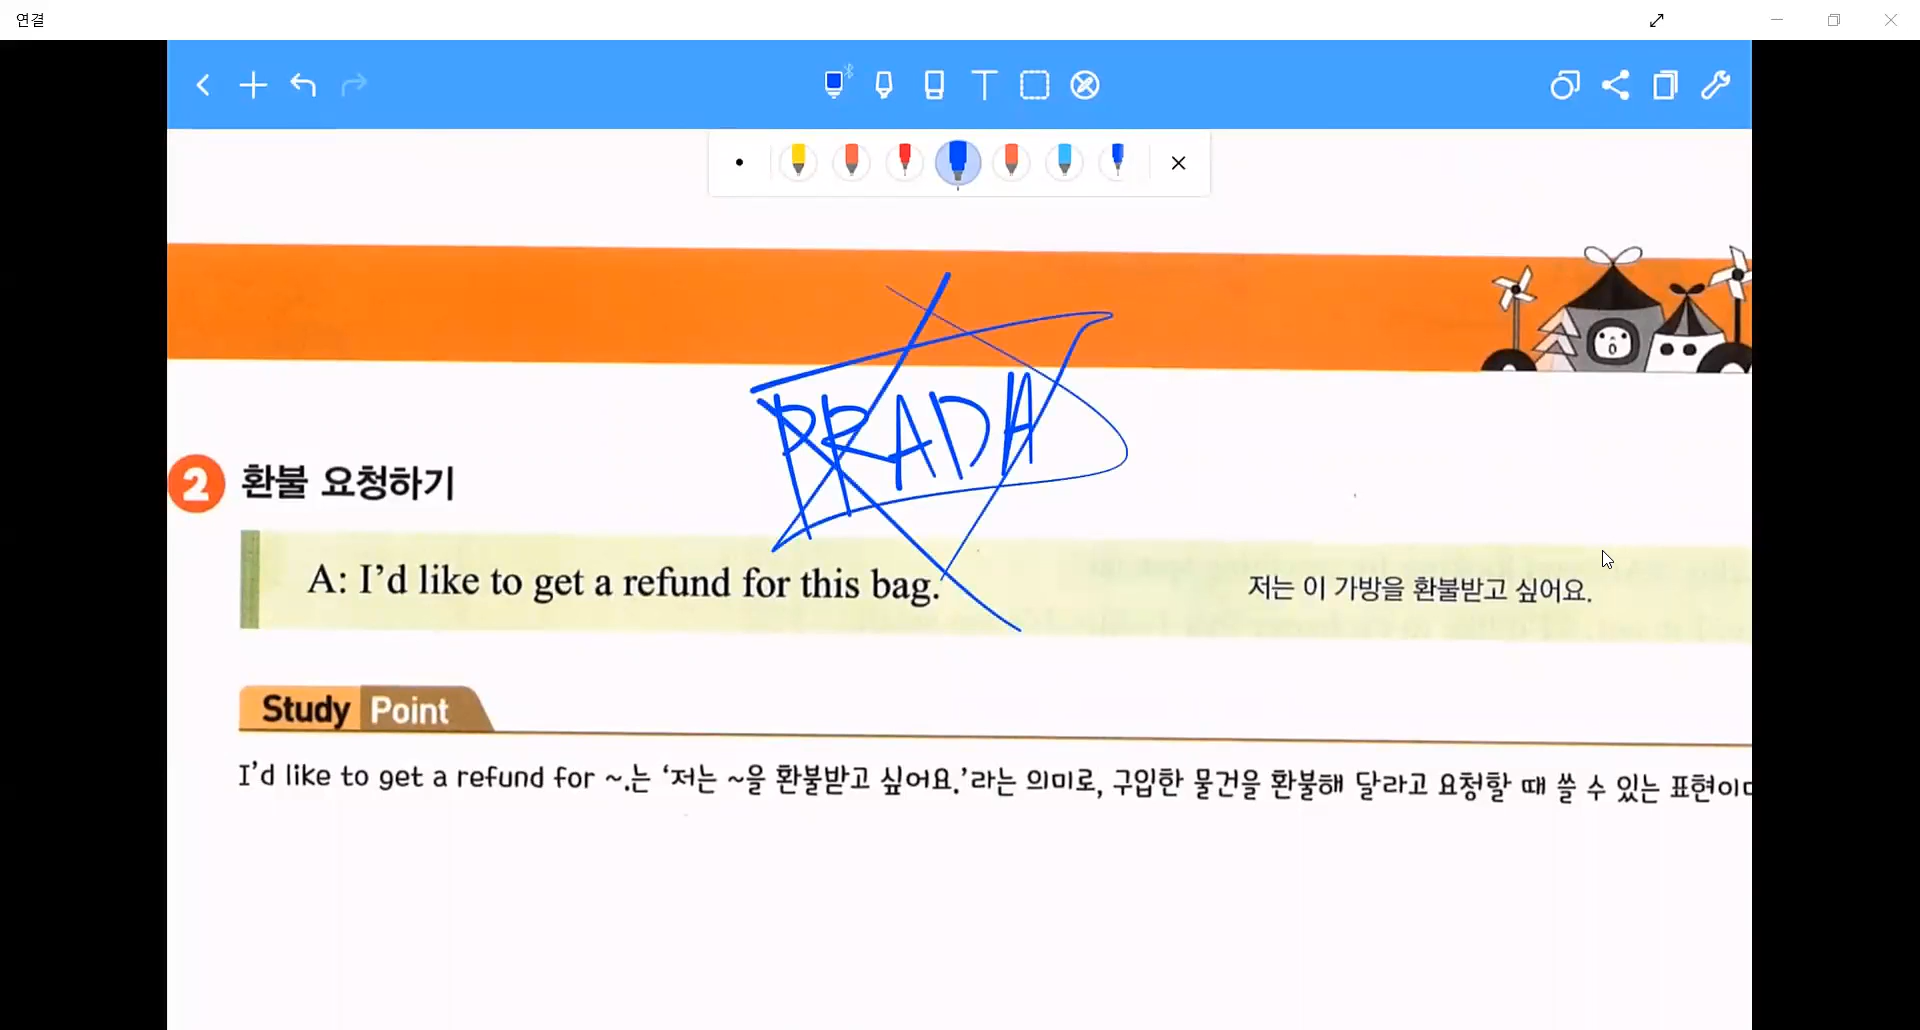 연결
PRADA
2 환불 요청하기
A: I'd like to get a refund for this bag. 저는 이 가방을 환불받고 싶어요.
Study Point
I'd like to get a refund for ~.는 ‘저는 ~을 환불받고 싶어요.’라는 의미로, 구입한 물건을 환불해 달라고 요청할 때 쓸 수 있는 표현이